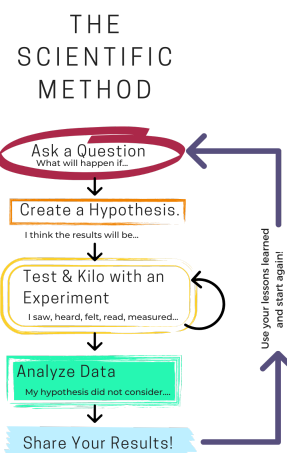 THE
SCIENTIFIC
METHOD
Ask a Question
What will happen if...
Create a Hypothesis.
I think the results will be...
Test & Kilo with an
Experiment
I saw, heard, felt, read, measured...
Analyze Data
My hypothesis did not consider....
Share Your Results!
Use your lessons learned
and start again!